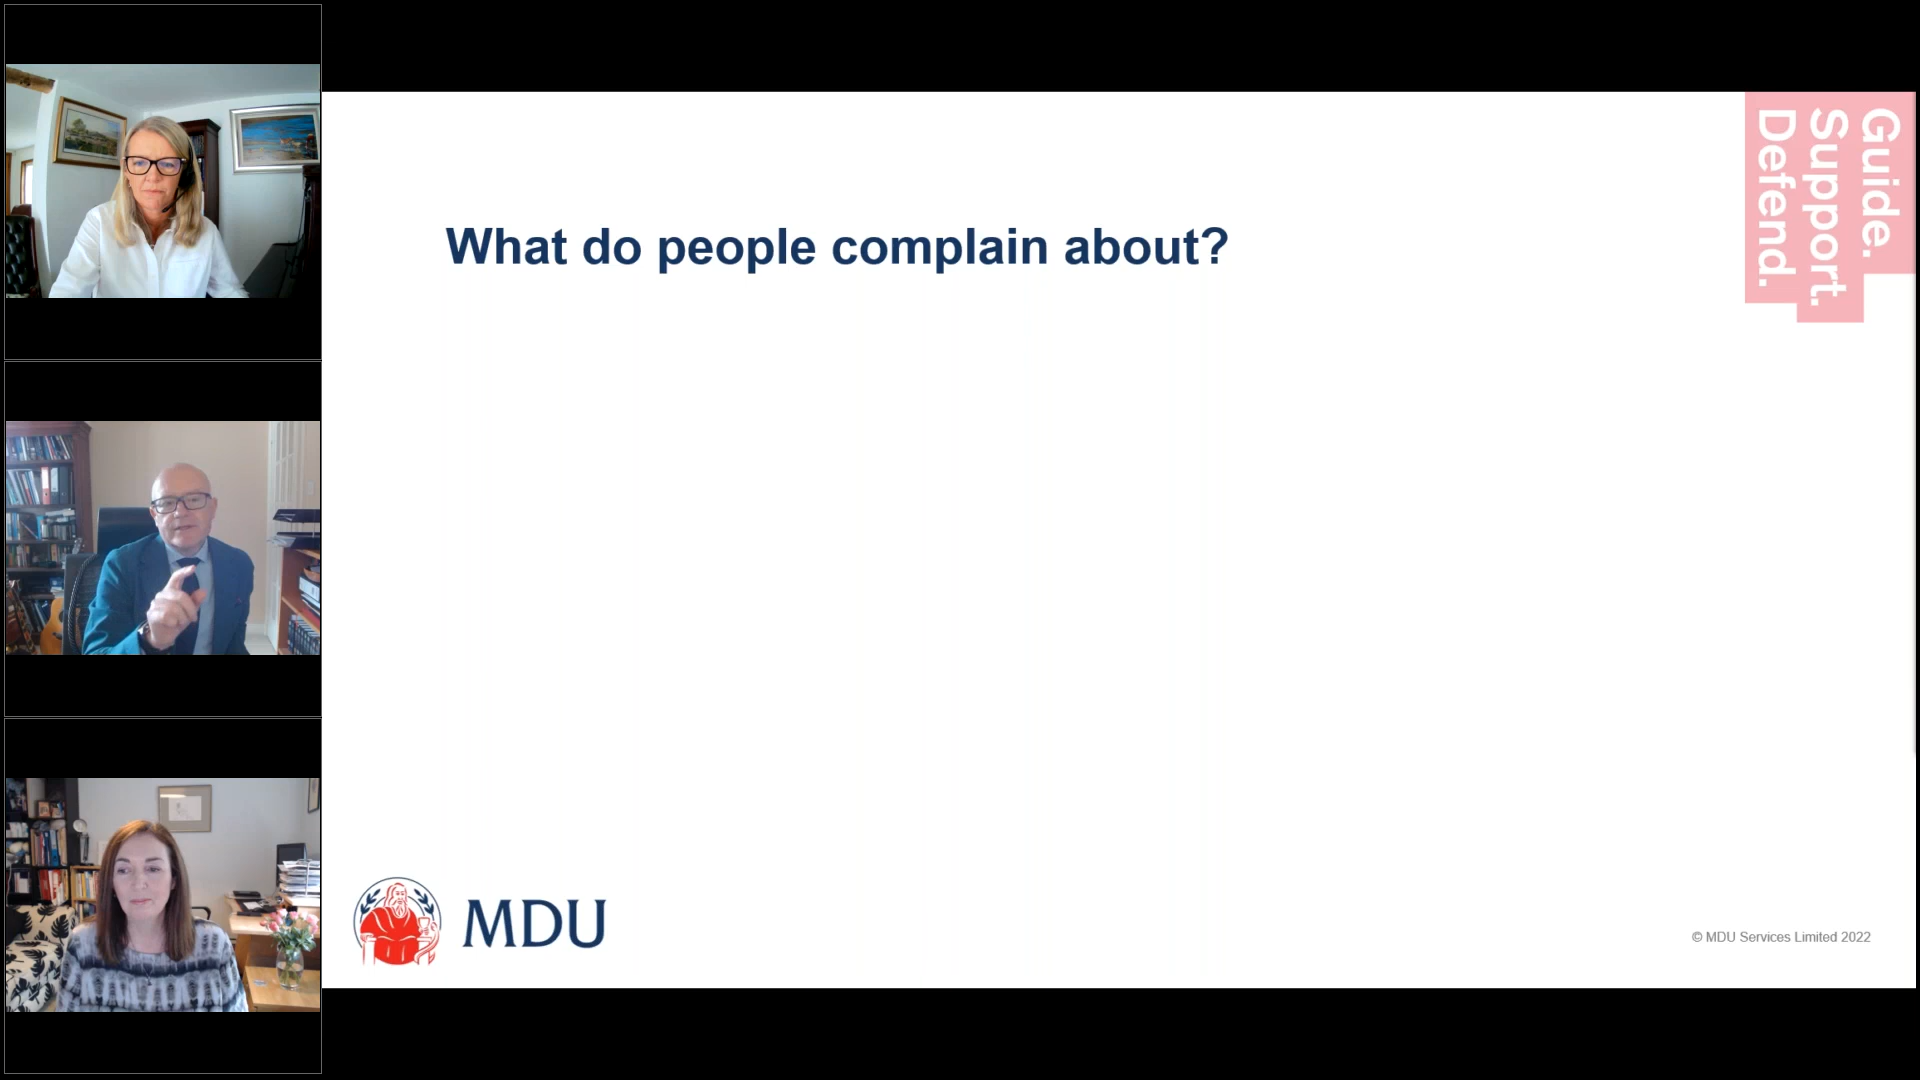 What do people complain about?
Guide.
Support.
Defend.
MDU
© MDU Services Limited 2022